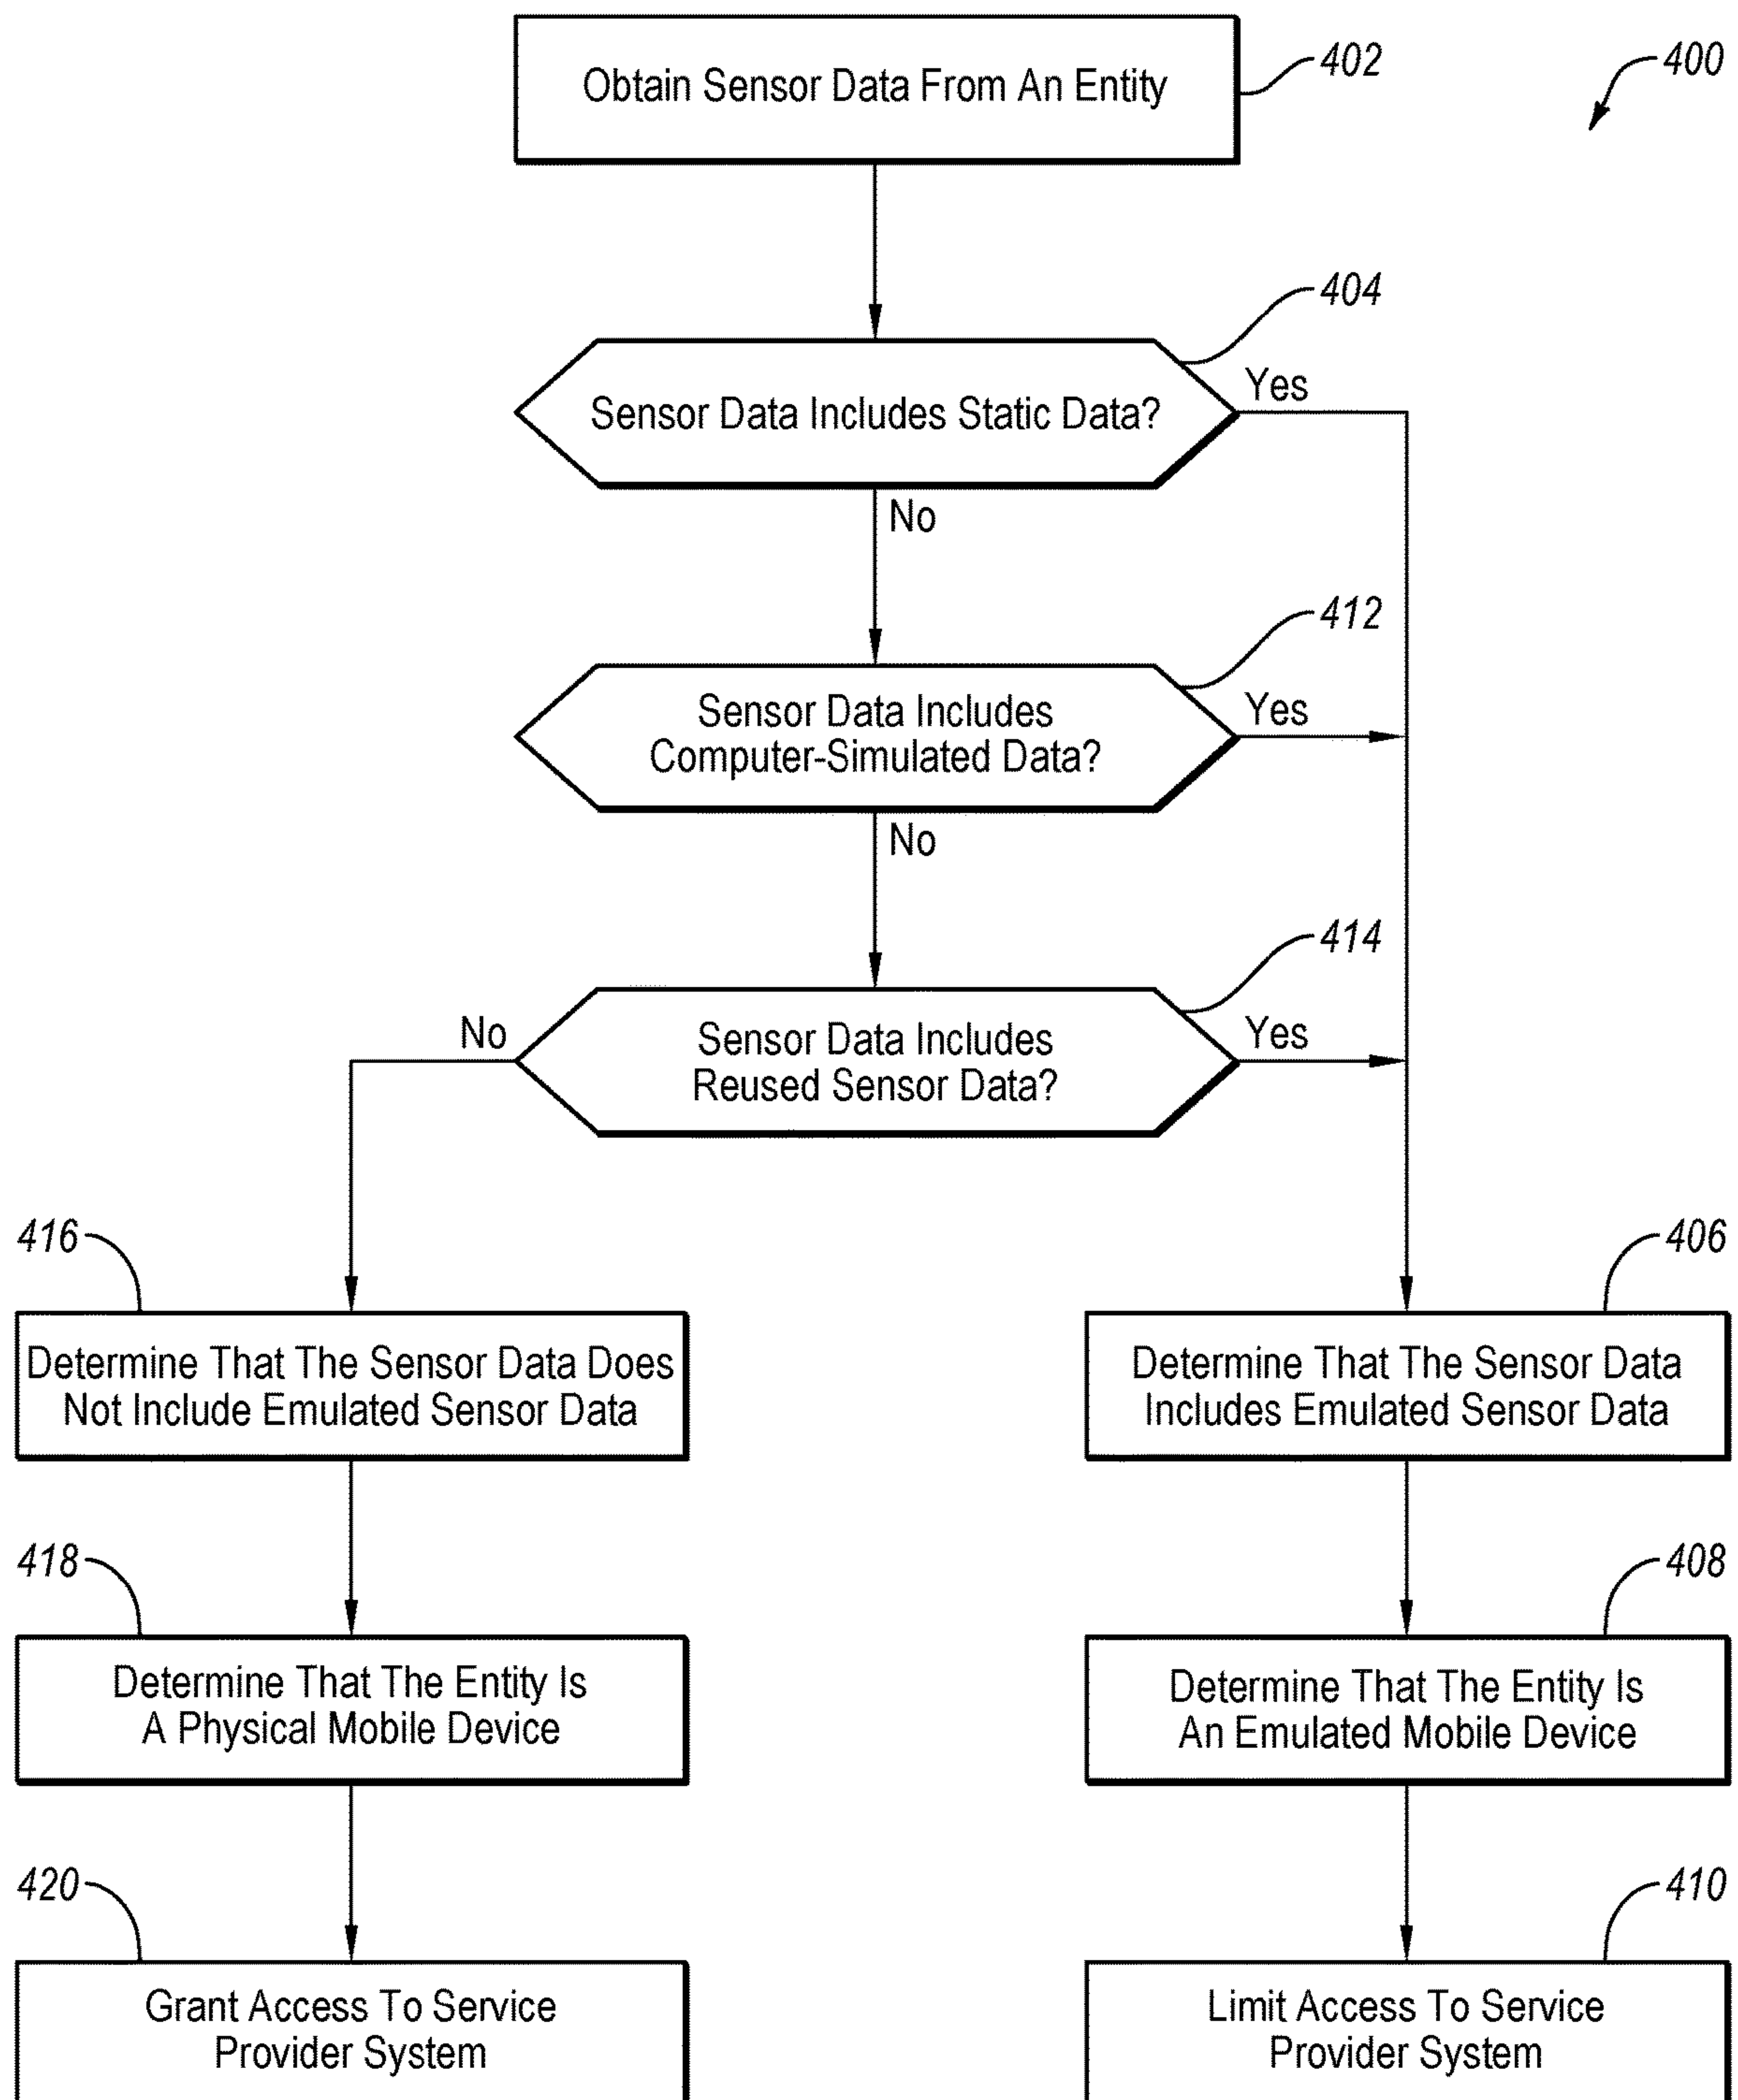 Obtain Sensor Data From An Entity
402
400
404
Sensor Data Includes Static Data?
Yes
No
412
Sensor Data Includes
Computer-Simulated Data?
Yes
No
414
No
Sensor Data Includes
Reused Sensor Data?
Yes
416
406
Determine That The Sensor Data Does
Not Include Emulated Sensor Data
Determine That The Sensor Data
Includes Emulated Sensor Data
418
408
Determine That The Entity Is
A Physical Mobile Device
Determine That The Entity Is
An Emulated Mobile Device
420
410
Grant Access To Service
Provider System
Limit Access To Service
Provider System